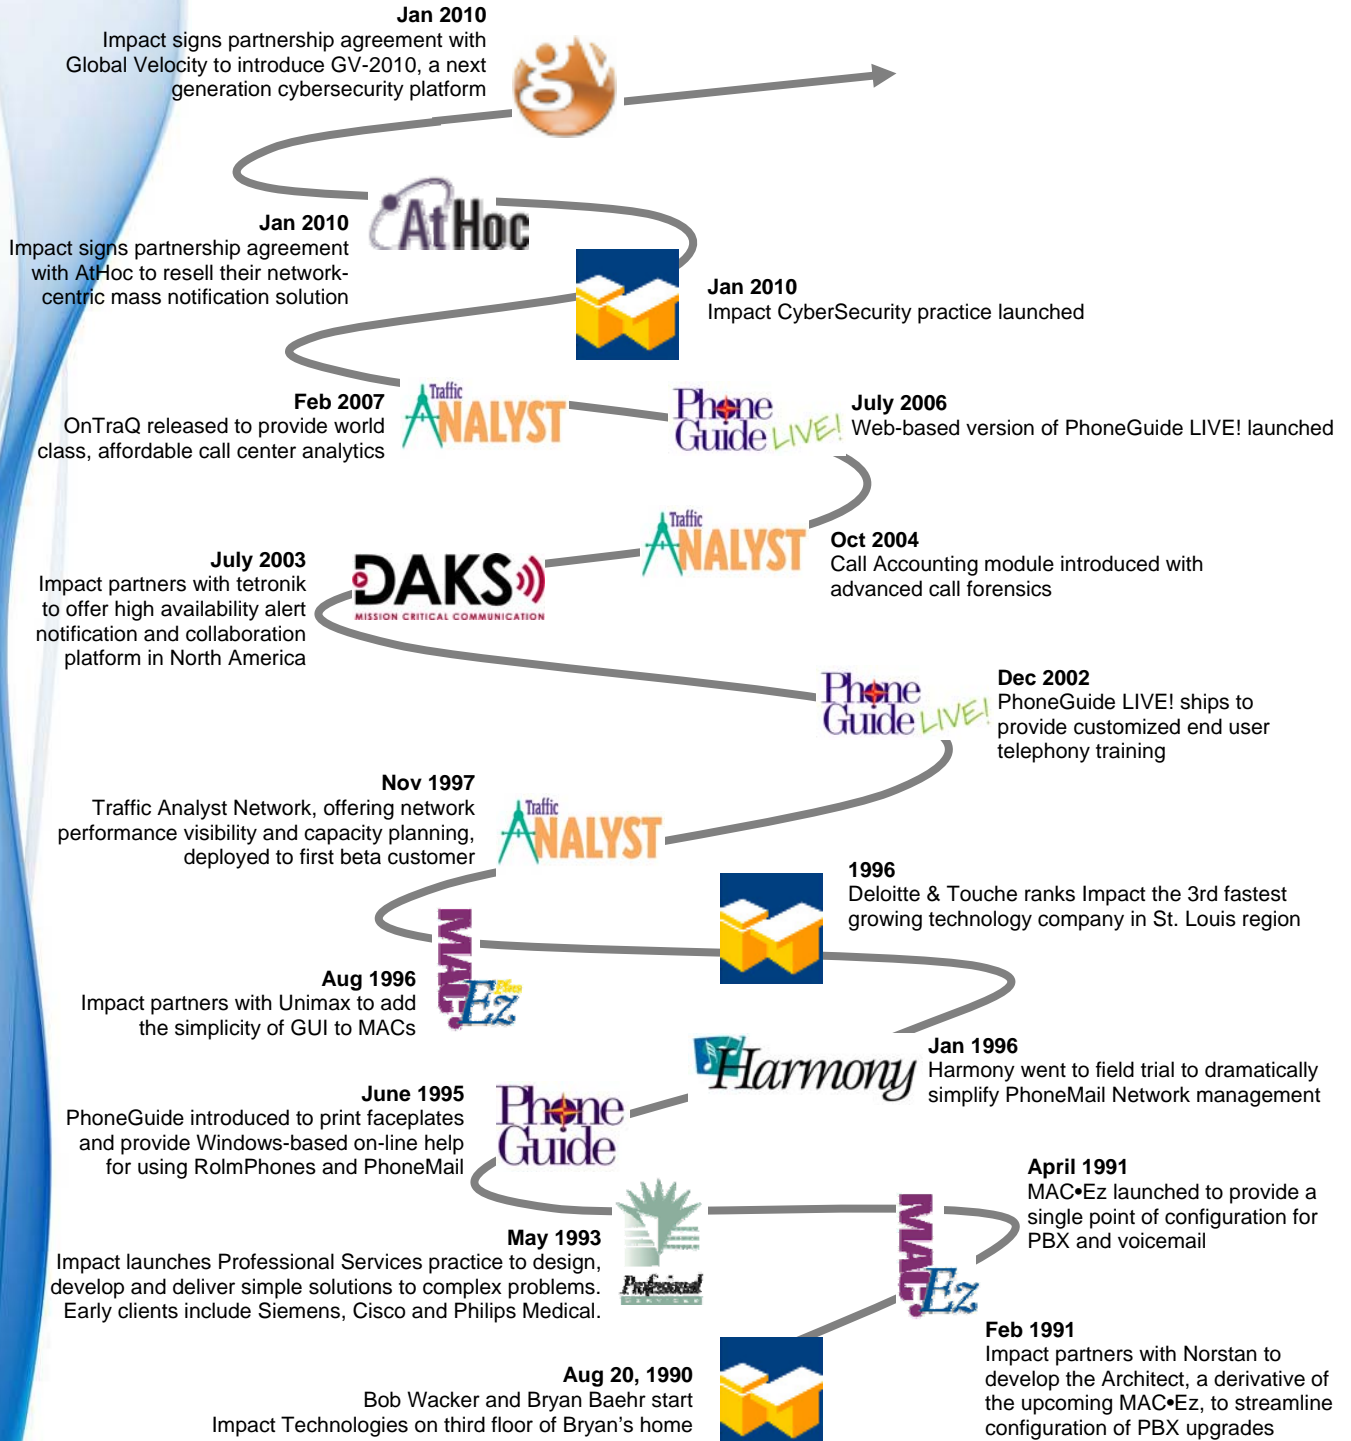 Jan 2010
Impact signs partnership agreement with
Global Velocity to introduce GV-2010, a next
generation cybersecurity platform
gv
Jan 2010
Impact signs partnership agreement
with AtHoc to resell their network-
centric mass notification solution
AtHoc
Jan 2010
Impact CyberSecurity practice launched
Feb 2007
OnTraQ released to provide world
class, affordable call center analytics
Traffic
ANALYST
Phone
Guide LIVE!
July 2006
Web-based version of PhoneGuide LIVE! launched
Traffic
ANALYST
Oct 2004
Call Accounting module introduced with
advanced call forensics
July 2003
Impact partners with tetronik
to offer high availability alert
notification and collaboration
platform in North America
DAKS
MISSION CRITICAL COMMUNICATION
Phone
Guide LIVE!
Dec 2002
PhoneGuide LIVE! ships to
provide customized end user
telephony training
Nov 1997
Traffic Analyst Network, offering network
performance visibility and capacity planning,
deployed to first beta customer
Traffic
ANALYST
1996
Deloitte & Touche ranks Impact the 3rd fastest
growing technology company in St. Louis region
Aug 1996
Impact partners with Unimax to add
the simplicity of GUI to MACs
MAC•Ez
Plus
Harmony
Jan 1996
Harmony went to field trial to dramatically
simplify PhoneMail Network management
June 1995
PhoneGuide introduced to print faceplates
and provide Windows-based on-line help
for using RolmPhones and PhoneMail
Phone
Guide
April 1991
MAC•Ez launched to provide a
single point of configuration for
PBX and voicemail
MAC•Ez
May 1993
Impact launches Professional Services practice to design,
develop and deliver simple solutions to complex problems.
Early clients include Siemens, Cisco and Philips Medical.
Professional
SERVICES
Feb 1991
Impact partners with Norstan to
develop the Architect, a derivative of
the upcoming MAC•Ez, to streamline
configuration of PBX upgrades
Aug 20, 1990
Bob Wacker and Bryan Baehr start
Impact Technologies on third floor of Bryan's home